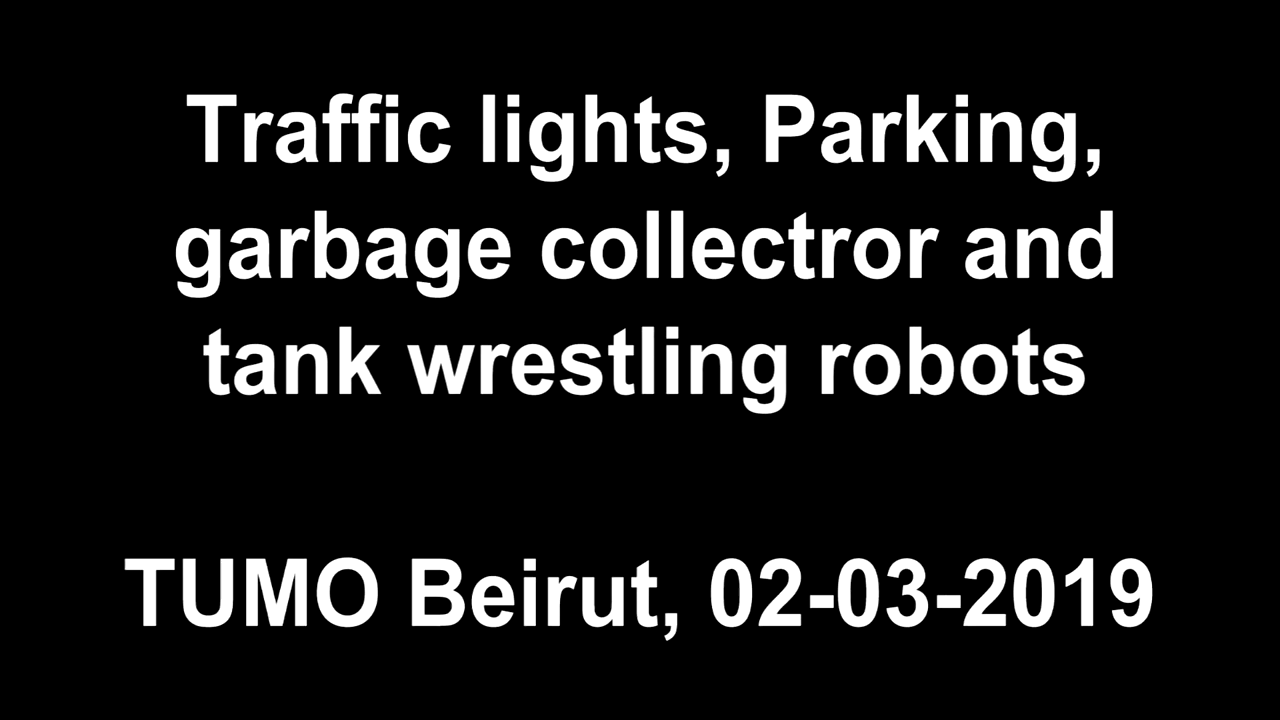 Traffic lights, Parking,
garbage collectror and
tank wrestling robots
TUMO Beirut, 02-03-2019